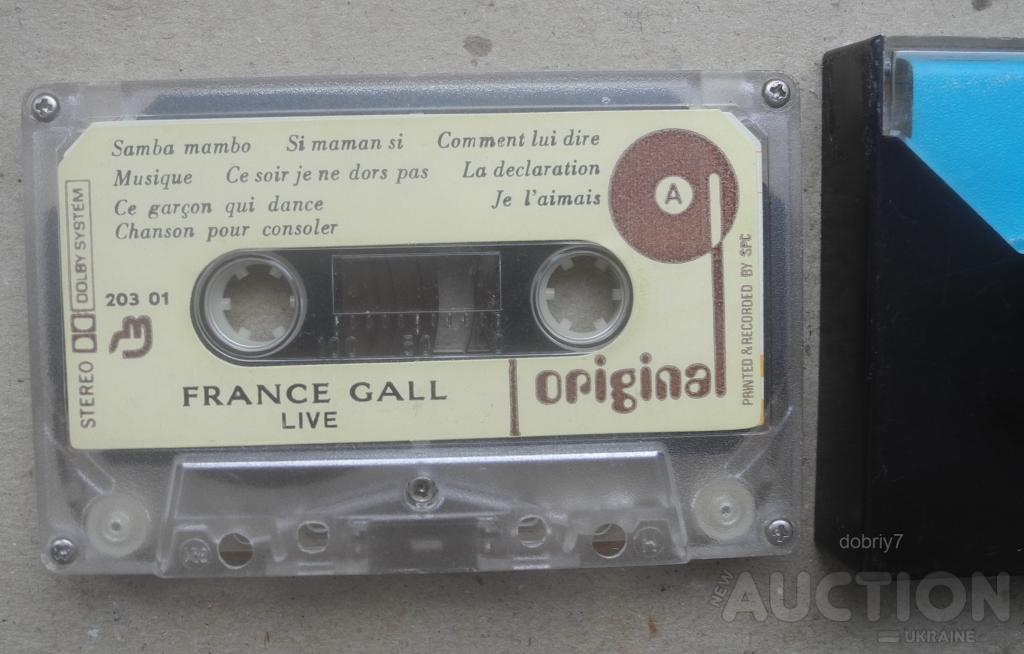 Samba mambo Si maman si Comment lui dire
Musique Ce soir je ne dors pas La declaration
Ce garçon qui dance Je l'aimais
Chanson pour consoler
A
STEREO DOLBY SYSTEM
203 01
FRANCE GALL
LIVE
original
PRINTED & RECORDED BY SPC
dobriy7
NEW AUCTION
UKRAINE